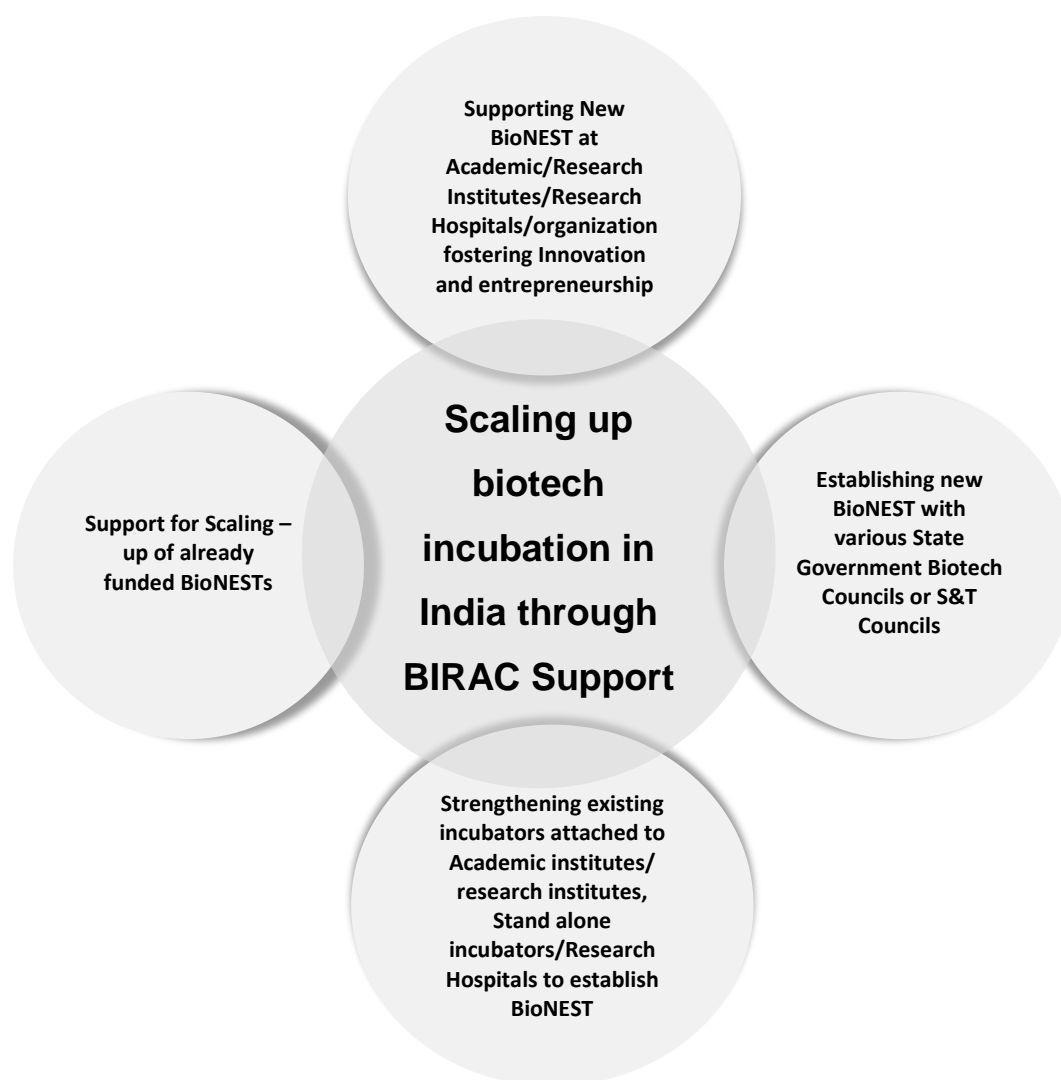 Supporting New
BioNEST at
Academic/Research
Institutes/Research
Hospitals/organization
fostering Innovation
and entrepreneurship
Scaling up
biotech
incubation in
India through
BIRAC Support
Support for Scaling –
up of already
funded BioNESTs
Establishing new
BioNEST with
various State
Government Biotech
Councils or S&T
Councils
Strengthening existing
incubators attached to
Academic institutes/
research institutes,
Stand alone
incubators/Research
Hospitals to establish
BioNEST